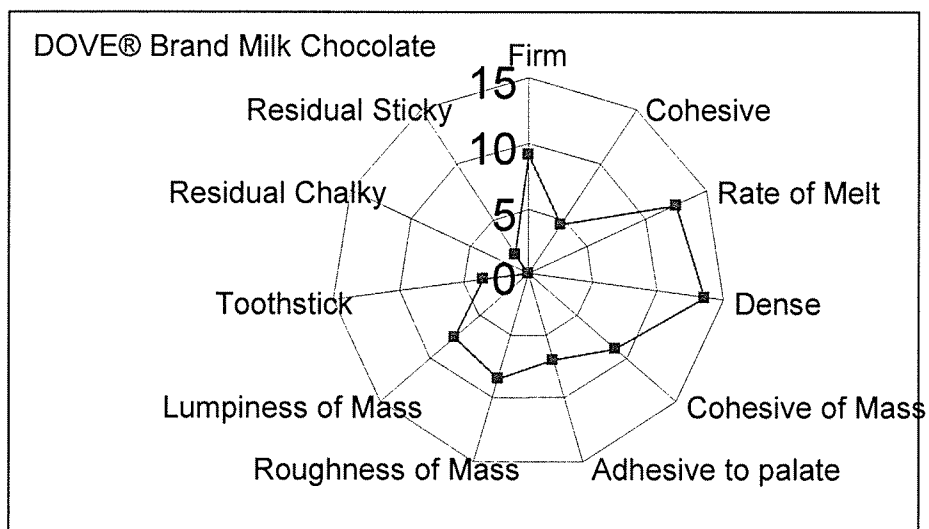 DOVE® Brand Milk Chocolate
Firm
15
Residual Sticky
Cohesive
10
Residual Chalky
Rate of Melt
5
0
Toothstick
Dense
Lumpiness of Mass
Cohesive of Mass
Roughness of Mass
Adhesive to palate